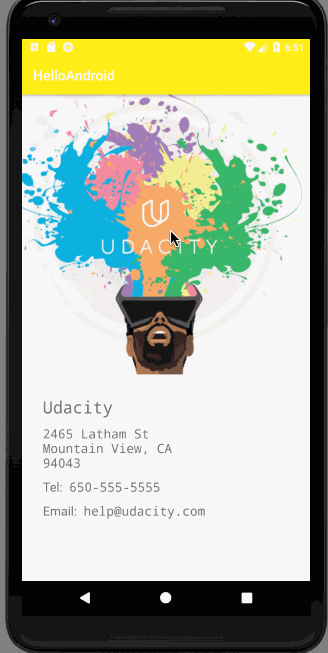 6:51
HelloAndroid
UDACITY
Udacity
2465 Latham St
Mountain View, CA
94043
Tel: 650-555-5555
Email: help@udacity.com